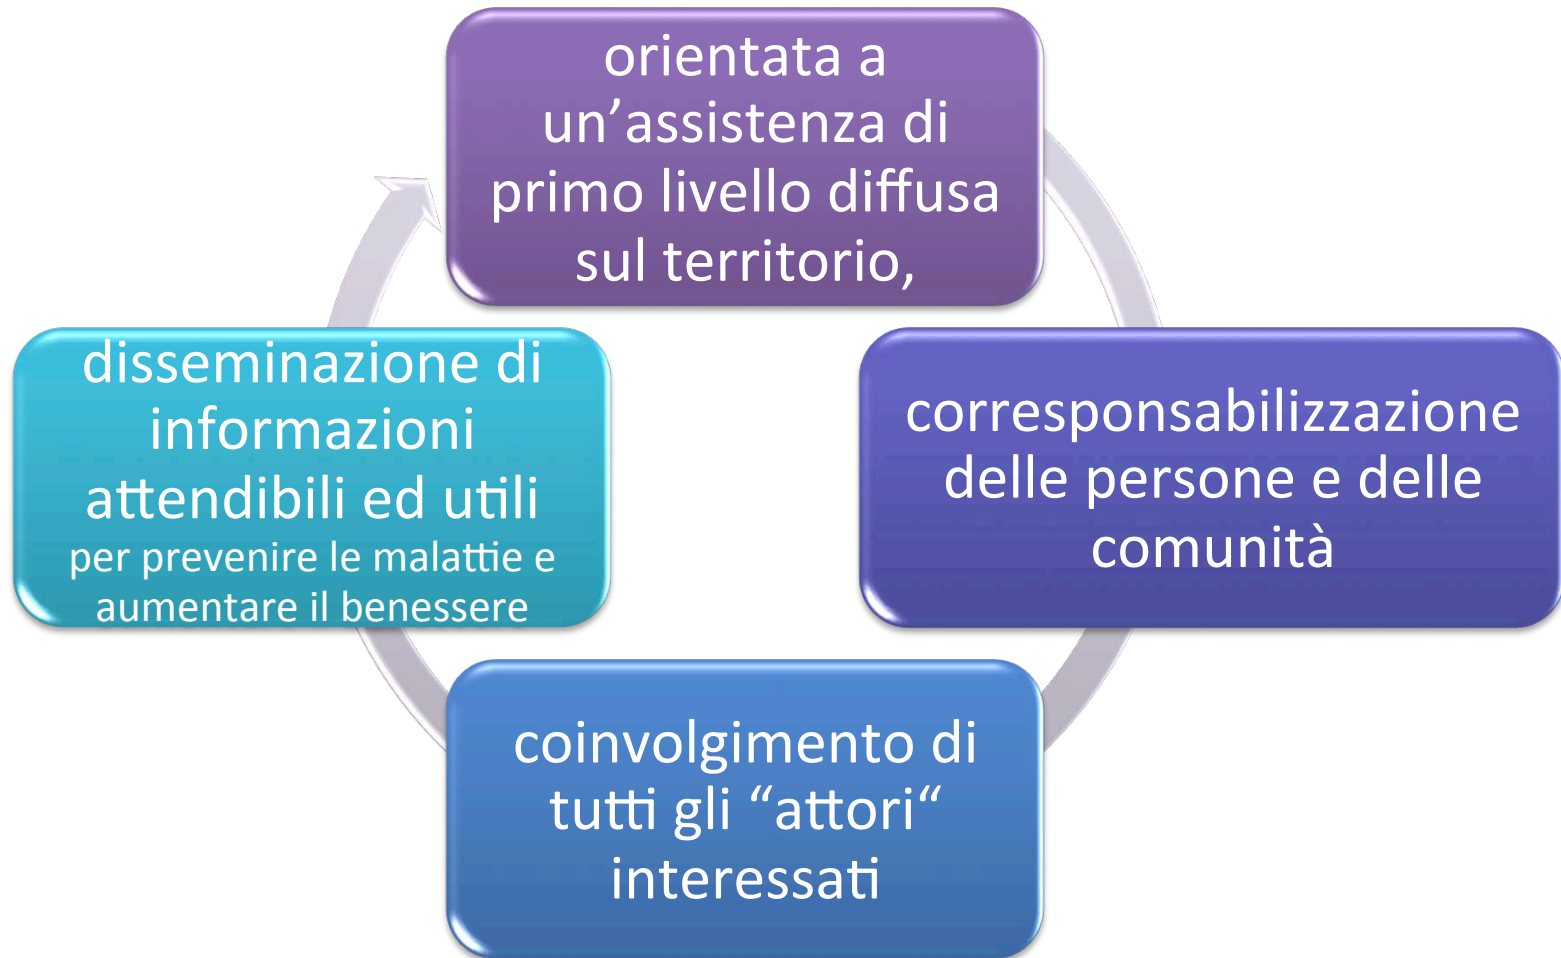 orientata a
un’assistenza di
primo livello diffusa
sul territorio,
corresponsabilizzazione
delle persone e delle
comunità
coinvolgimento di
tutti gli “attori“
interessati
disseminazione di
informazioni
attendibili ed utili
per prevenire le malattie e
aumentare il benessere